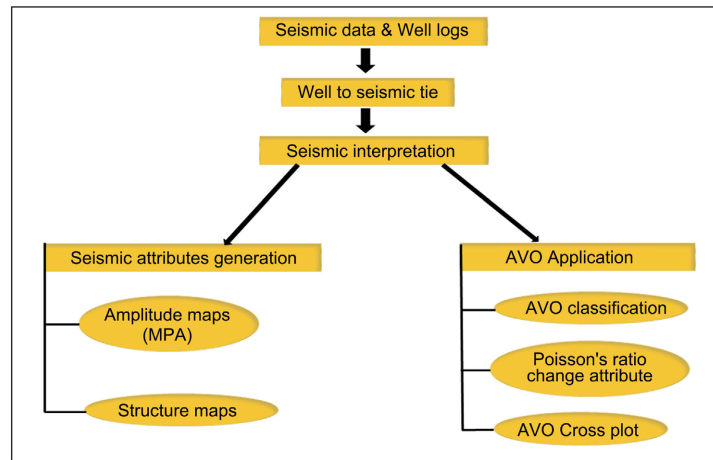 Seismic data & Well logs
Well to seismic tie
Seismic interpretation
Seismic attributes generation
Amplitude maps
(MPA)
Structure maps
AVO Application
AVO classification
Poisson's ratio
change attribute
AVO Cross plot